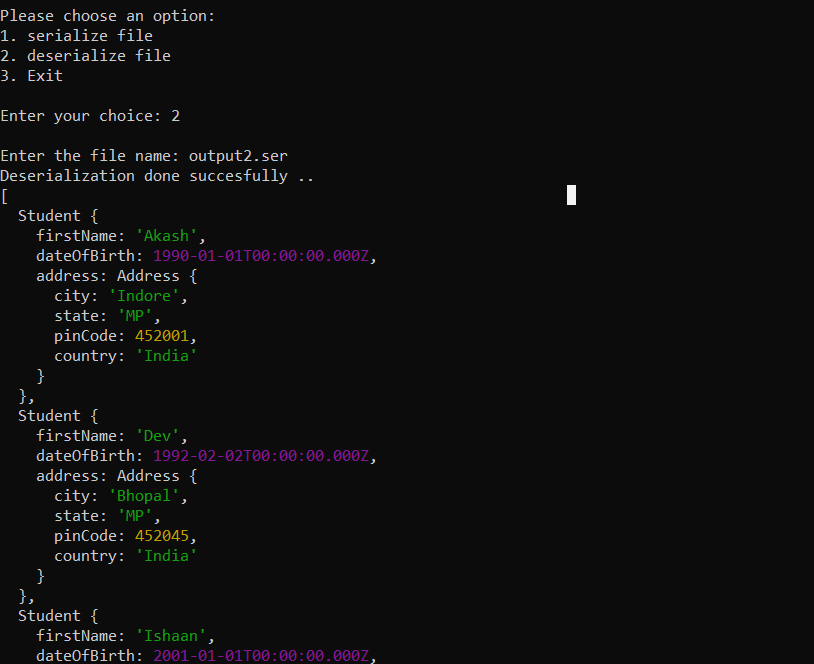 Please choose an option:
1. serialize file
2. deserialize file
3. Exit
Enter your choice: 2
Enter the file name: output2.ser
Deserialization done succesfully ..
[
  Student {
    firstName: 'Akash',
    dateOfBirth: 1990-01-01T00:00:00.000Z,
    address: Address {
      city: 'Indore',
      state: 'MP',
      pinCode: 452001,
      country: 'India'
    }
  },
  Student {
    firstName: 'Dev',
    dateOfBirth: 1992-02-02T00:00:00.000Z,
    address: Address {
      city: 'Bhopal',
      state: 'MP',
      pinCode: 452045,
      country: 'India'
    }
  },
  Student {
    firstName: 'Ishaan',
    dateOfBirth: 2001-01-01T00:00:00.000Z,